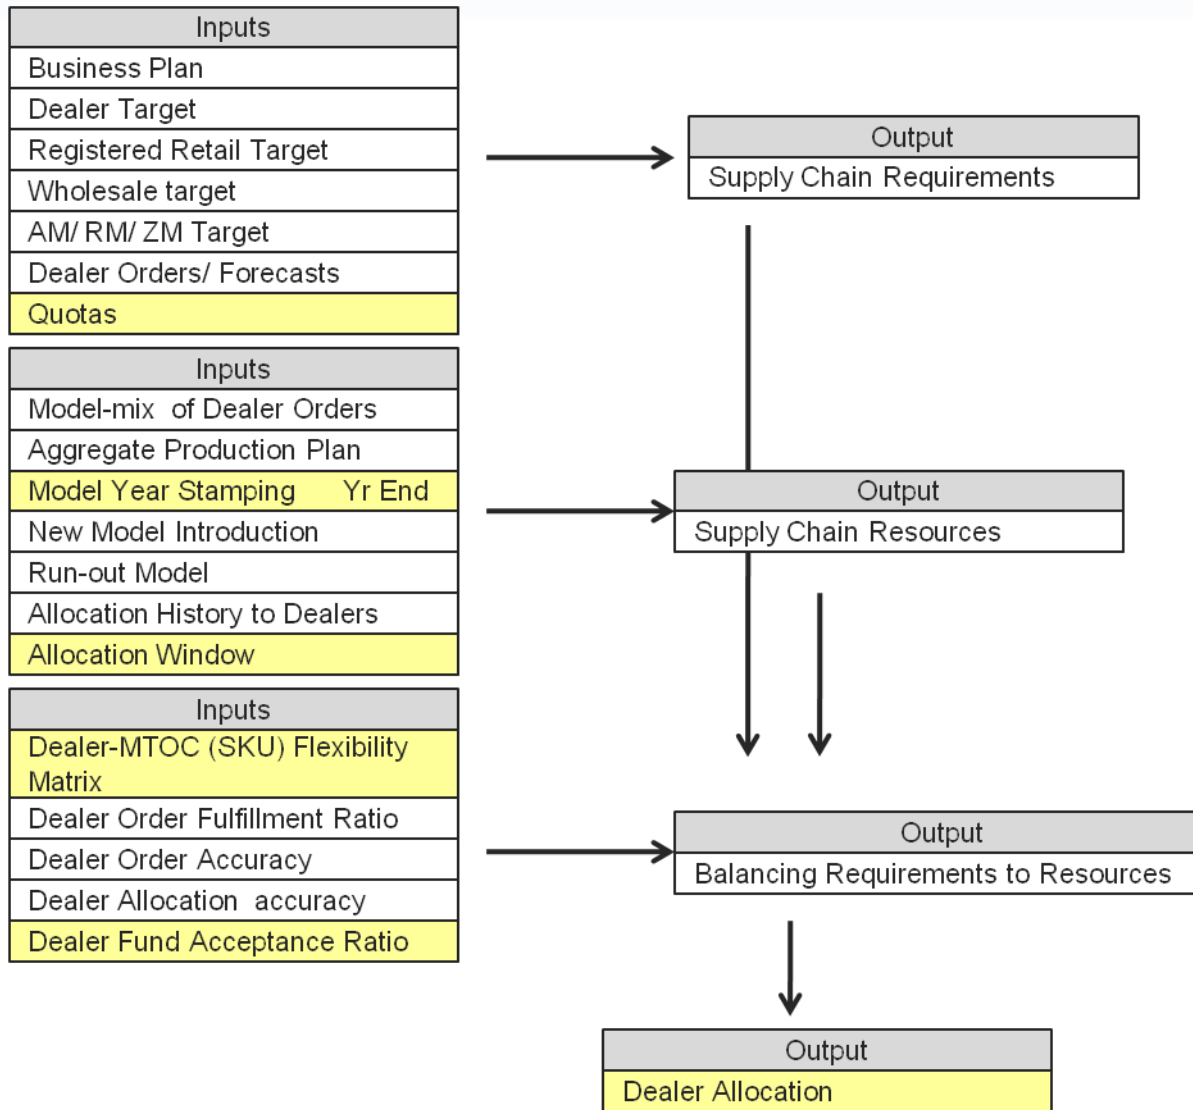 Inputs
Business Plan
Dealer Target
Registered Retail Target
Wholesale target
AM/ RM/ ZM Target
Dealer Orders/ Forecasts
Quotas
Output
Supply Chain Requirements
Inputs
Model-mix of Dealer Orders
Aggregate Production Plan
Model Year Stamping Yr End
New Model Introduction
Run-out Model
Allocation History to Dealers
Allocation Window
Output
Supply Chain Resources
Inputs
Dealer-MTOC (SKU) Flexibility
Matrix
Dealer Order Fulfillment Ratio
Dealer Order Accuracy
Dealer Allocation accuracy
Dealer Fund Acceptance Ratio
Output
Balancing Requirements to Resources
Output
Dealer Allocation